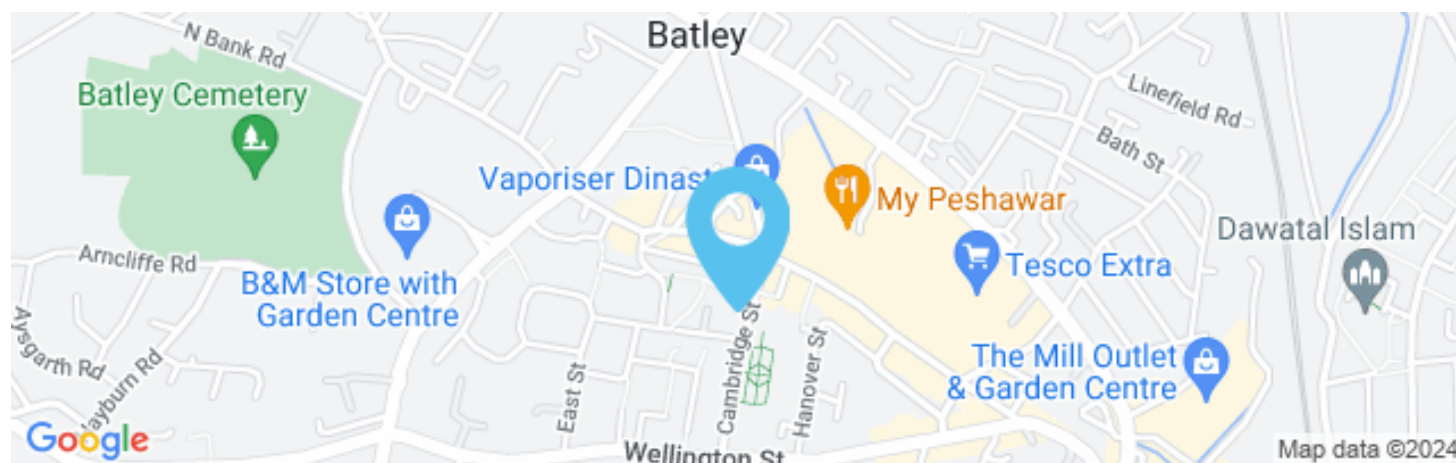 Batley
N Bank Rd
Batley Cemetery
Linefield Rd
Bath St
Vaporiser Dinast
My Peshawar
Arncliffe Rd
Dawatal Islam
B&M Store with
Garden Centre
Tesco Extra
Aysgarth Rd
Cambridge St
Hanover St
East St
The Mill Outlet
& Garden Centre
Google
Wellington St
Map data ©2024